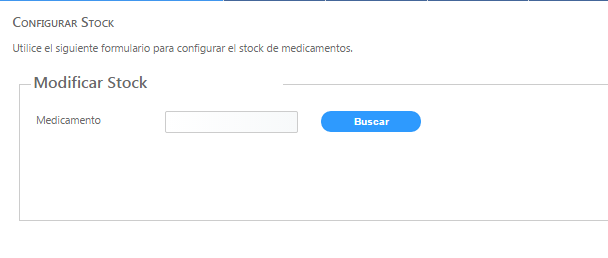 Configurar Stock
Utilice el siguiente formulario para configurar el stock de medicamentos.
Modificar Stock
Medicamento
Buscar